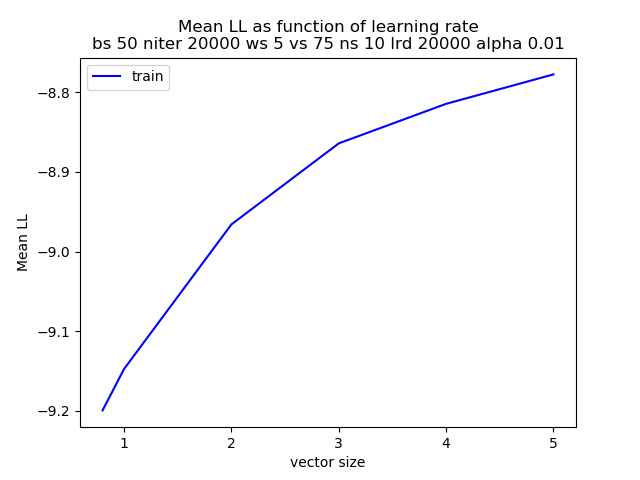 Mean LL as function of learning rate
bs 50 niter 20000 ws 5 vs 75 ns 10 lrd 20000 alpha 0.01
train
−8.8
−8.9
−9.0
−9.1
−9.2
Mean LL
1 2 3 4 5
vector size